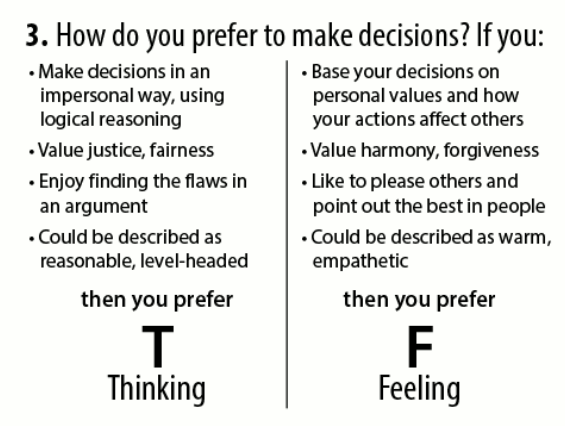 3. How do you prefer to make decisions? If you:
• Make decisions in an
impersonal way, using
logical reasoning
• Value justice, fairness
• Enjoy finding the flaws in
an argument
• Could be described as
reasonable, level-headed
then you prefer
T
Thinking
• Base your decisions on
personal values and how
your actions affect others
• Value harmony, forgiveness
• Like to please others and
point out the best in people
• Could be described as warm,
empathetic
then you prefer
F
Feeling